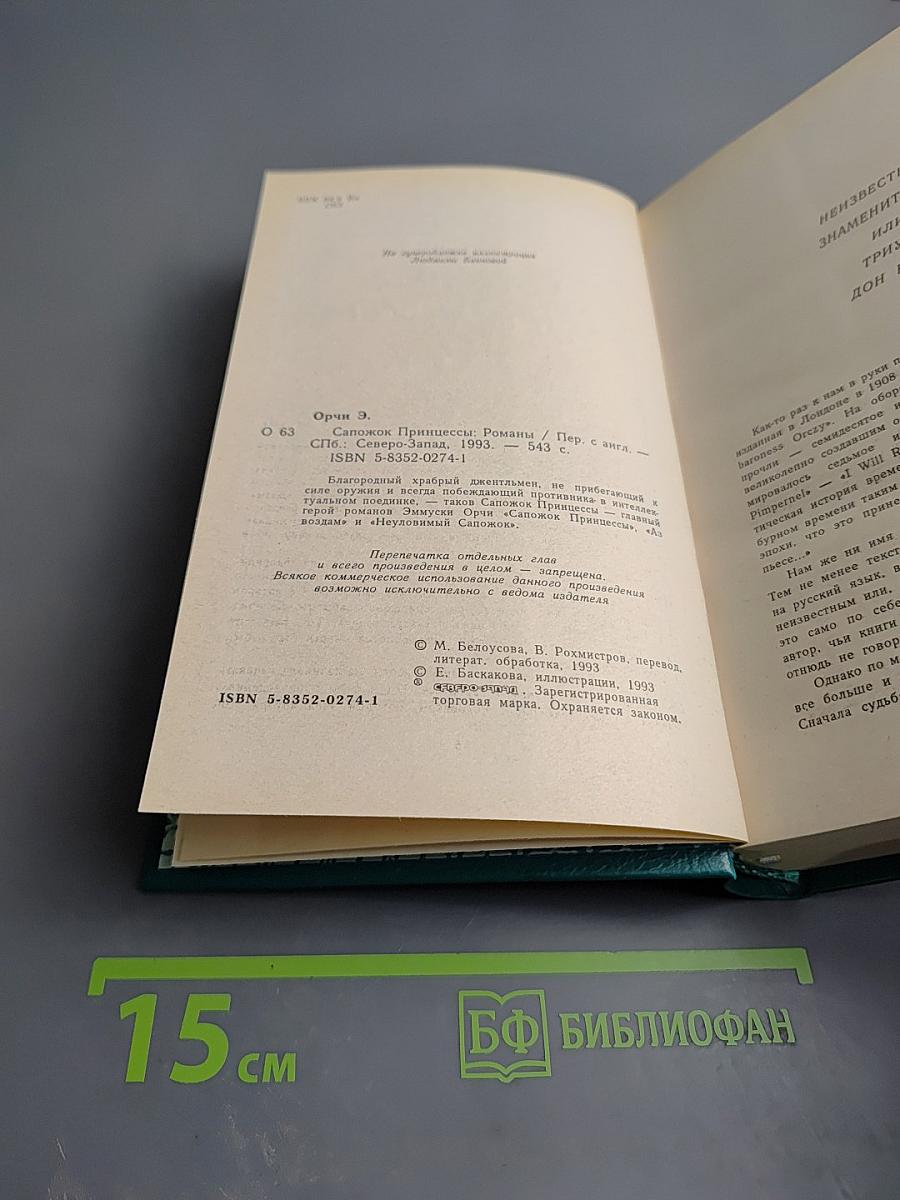 Орчи Э.
О 63 Сапожок Принцессы: Романы / Пер. с англ. —
СПб.: Северо-Запад, 1993. — 543 с.
ISBN 5-8352-0274-1
Благородный храбрый джентльмен, не прибегающий к
силе оружия и всегда побеждающий противника в интеллек-
туальном поединке, — таков Сапожок Принцессы — главный
герой романов Эммуски Орчи «Сапожок Принцессы», «Аз
воздам» и «Неуловимый Сапожок».
Перепечатка отдельных глав
и всего произведения в целом — запрещена.
Всякое коммерческое использование данного произведения
возможно исключительно с ведома издателя
© М. Белоусова, В. Рохмистров, перевод,
литерат. обработка, 1993
© Е. Баскакова, иллюстрации, 1993
® СЕВЕРО-ЗАПАД. Зарегистрированная
торговая марка. Охраняется законом.
ISBN 5-8352-0274-1
НЕИЗВЕСТ
ЗНАМЕНИТ
ИЛИ
ТРИУ
ДОН
Как-то раз к нам в руки п
изданная в Лондоне в 1908
baroness Orczy». На обор
прочли — семидесятое и
великолепно создавшим о
мировалось седьмое и
Pimpernel» — «I Will R
тическая история време
бурном времени таким
эпохи, что это прине
пьесе...»
Нам же ни имя
Тем не менее текст
на русский язык, в
неизвестным или,
это само по себе
автор, чьи книги
отнюдь не говор
Однако по м
все больше и
Сначала судьб
15 см
БФ БИБЛИОФАН